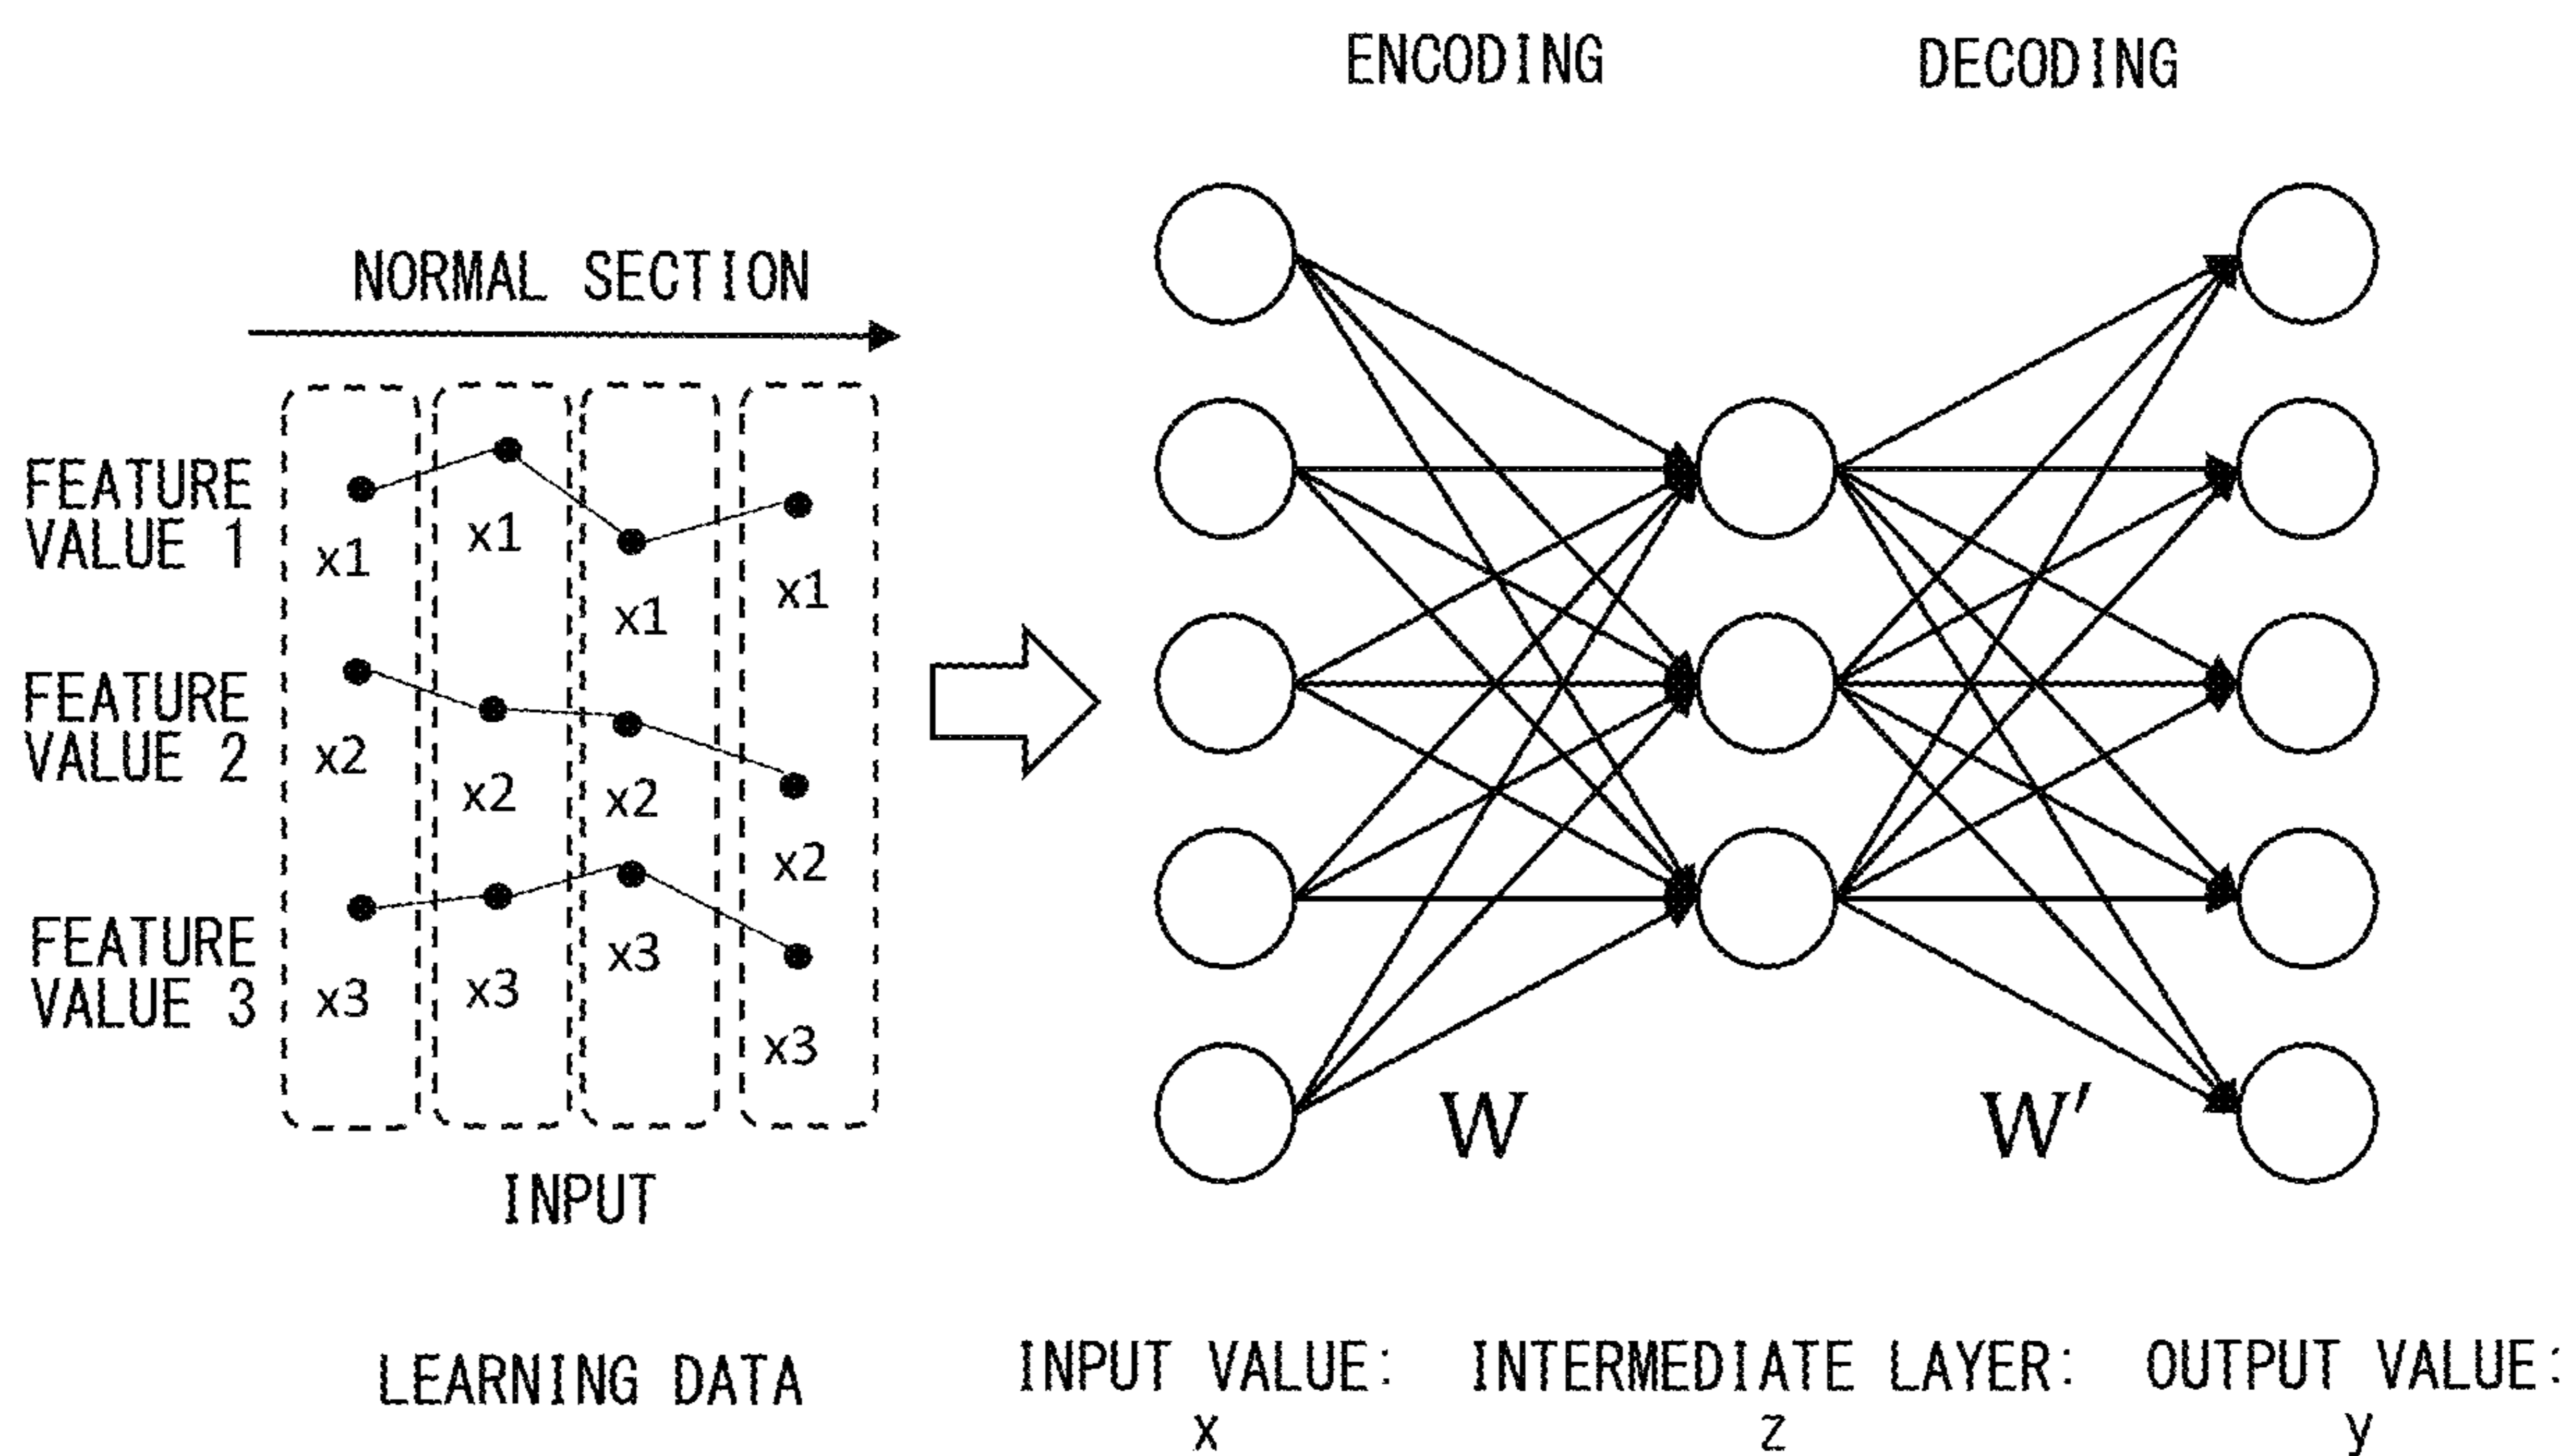 ENCODING
DECODING
NORMAL SECTION
FEATURE
VALUE 1
x1
x1
x1
x1
FEATURE
VALUE 2
x2
x2
x2
x2
FEATURE
VALUE 3
x3
x3
x3
x3
INPUT
W
W′
LEARNING DATA
INPUT VALUE:
x
INTERMEDIATE LAYER:
z
OUTPUT VALUE:
y